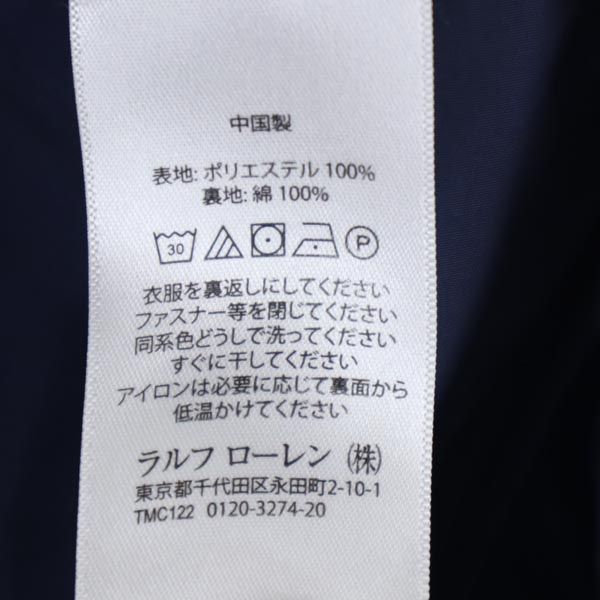 中国製
表地: ポリエステル 100%
裏地: 綿 100%
30 P
衣服を裏返しにしてください
ファスナー等を閉じてください
同系色どうしで洗ってください
すぐに干してください
アイロンは必要に応じて裏面から
低温かけてください
ラルフ ローレン (株)
東京都千代田区永田町2-10-1
TMC122 0120-3274-20